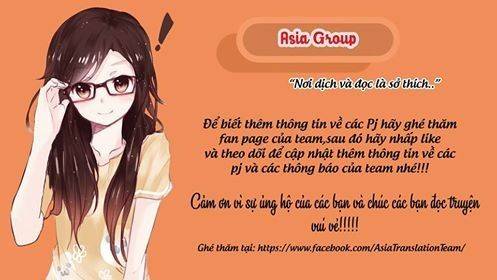 Asia Group
“Nơi dịch và đọc là sở thích..”
Để biết thêm thông tin về các Pj hãy ghé thăm
fan page của team,sau đó hãy nhấp like
và theo dõi để cập nhật thêm thông tin về các
pj và các thông báo của team nhé!!!
Cảm ơn vì sự ủng hộ của các bạn và chúc các bạn đọc truyện
vui vẻ!!!!!
Ghé thăm tại: https://www.facebook.com/AsiaTranslationTeam/